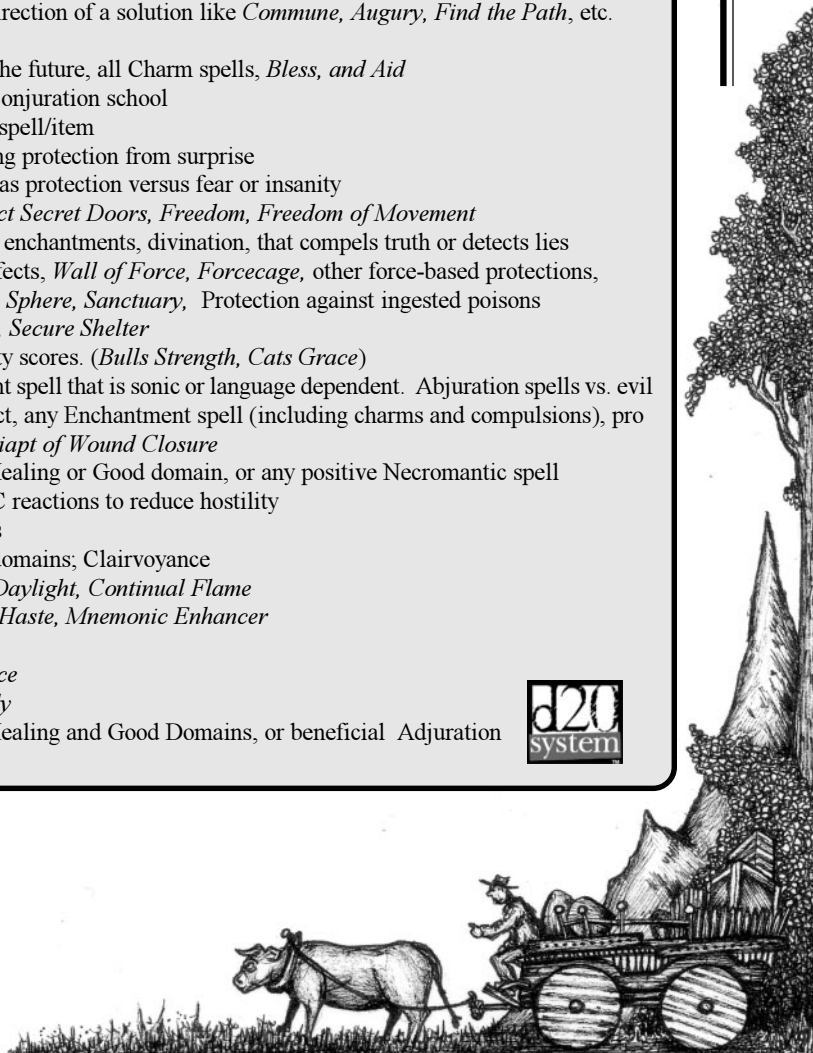 irection of a solution like Commune, Augury, Find the Path, etc.
he future, all Charm spells, Bless, and Aid
onjuration school
spell/item
ng protection from surprise
as protection versus fear or insanity
ct Secret Doors, Freedom, Freedom of Movement
enchantments, divination, that compels truth or detects lies
fects, Wall of Force, Forcecage, other force-based protections,
Sphere, Sanctuary, Protection against ingested poisons
, Secure Shelter
ty scores. (Bulls Strength, Cats Grace)
nt spell that is sonic or language dependent. Abjuration spells vs. evil
ct, any Enchantment spell (including charms and compulsions), pro
iapt of Wound Closure
Healing or Good domain, or any positive Necromantic spell
C reactions to reduce hostility
s
omains; Clairvoyance
Daylight, Continual Flame
Haste, Mnemonic Enhancer
ce
ly
Healing and Good Domains, or beneficial Adjuration
d20
system
TM